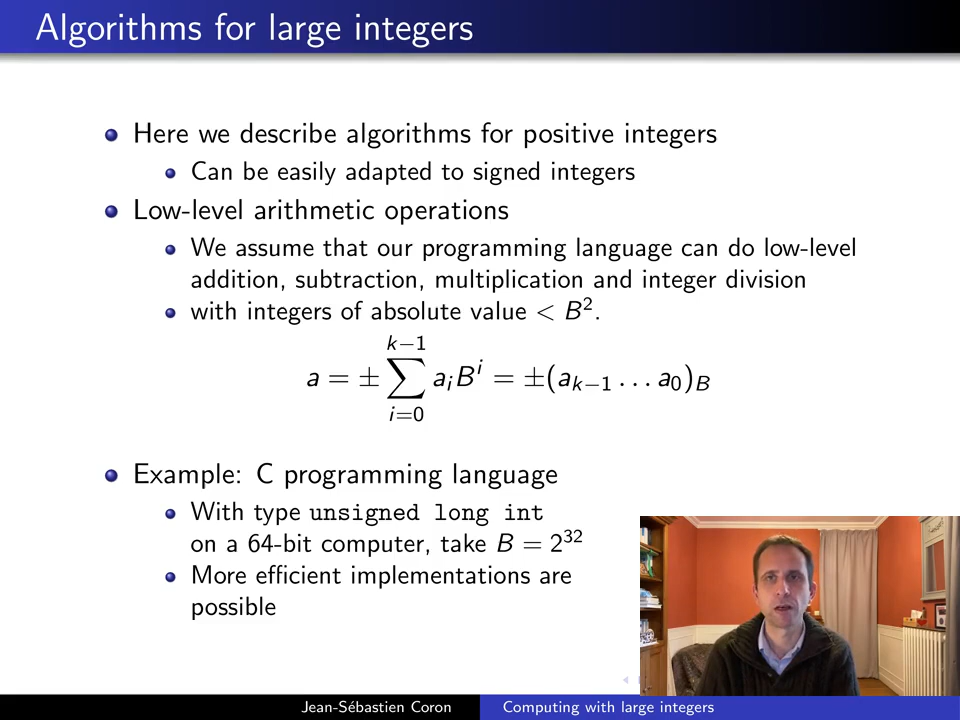 Algorithms for large integers
Here we describe algorithms for positive integers
Can be easily adapted to signed integers
Low-level arithmetic operations
We assume that our programming language can do low-level
addition, subtraction, multiplication and integer division
with integers of absolute value < B².
a = ± ∑_{i=0}^{k−1} a_i B^i = ±(a_{k−1} … a_0)_B
Example: C programming language
With type unsigned long int
on a 64-bit computer, take B = 2³²
More efficient implementations are
possible
Jean-Sébastien Coron
Computing with large integers